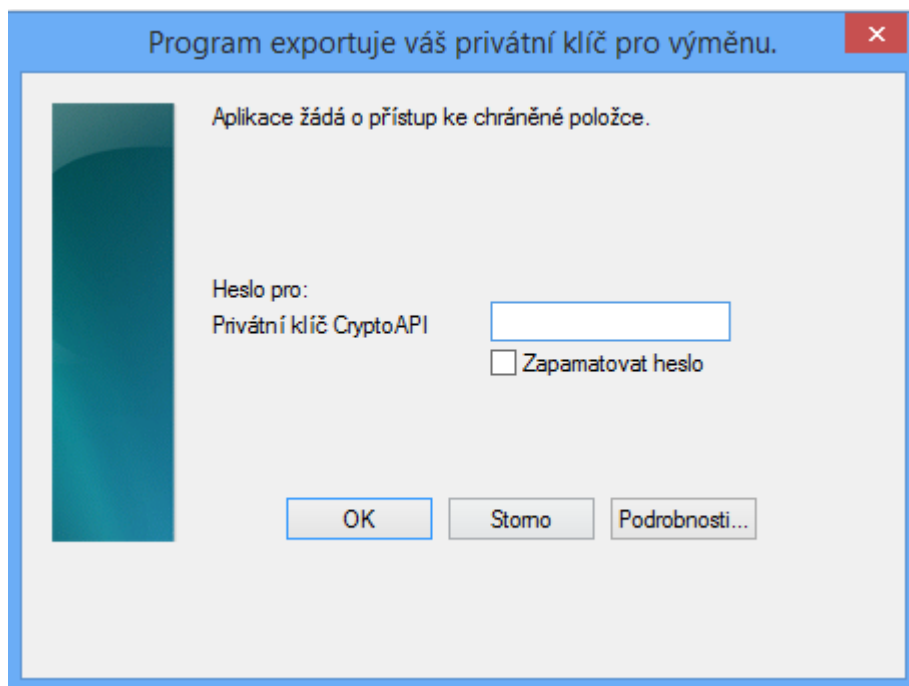 Program exportuje váš privátní klíč pro výměnu.
Aplikace žádá o přístup ke chráněné položce.
Heslo pro:
Privátní klíč CryptoAPI
Zapamatovat heslo
OK
Storno
Podrobnosti...